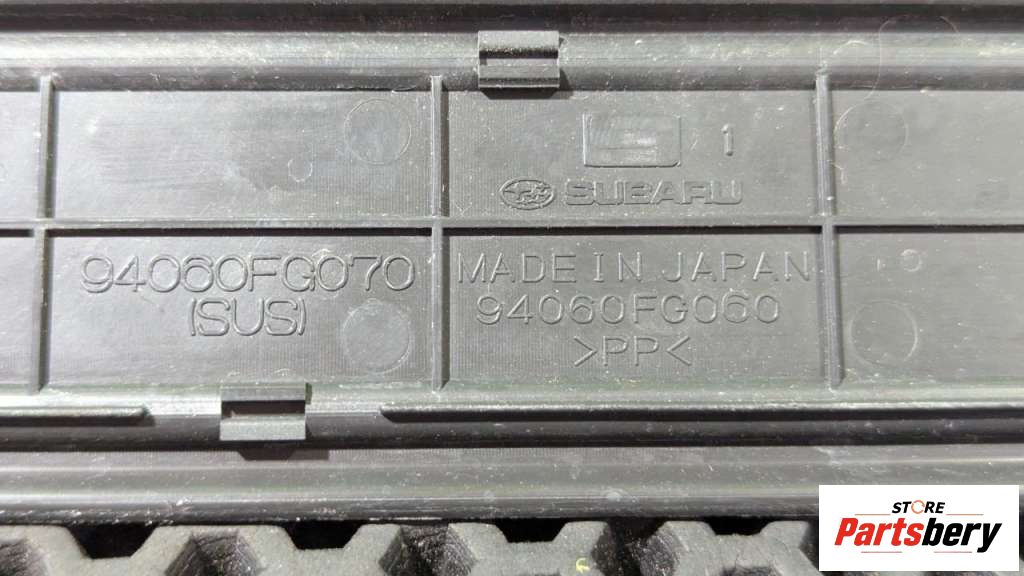 1
SUBARU
94060FG070
(SUS)
MADE IN JAPAN
94060FG060
>PP<
STORE
Partsbery